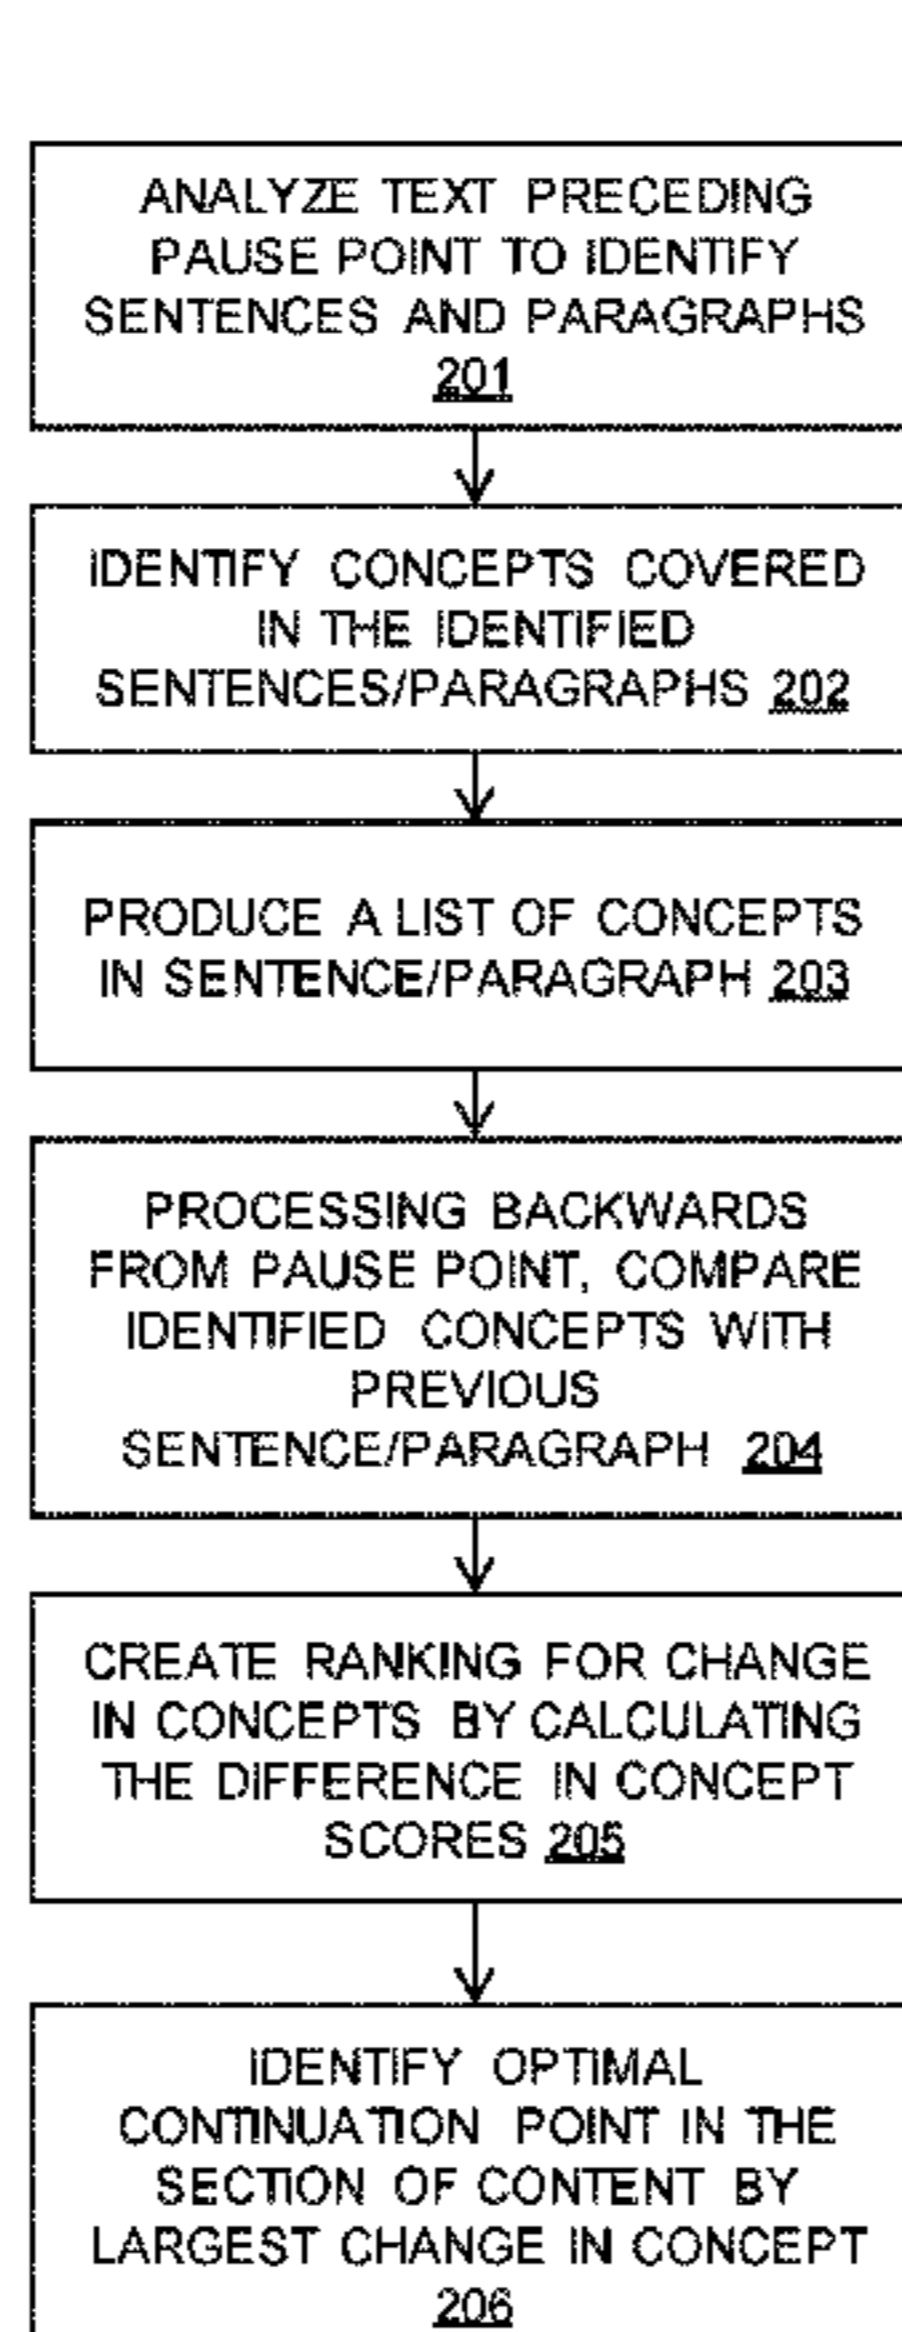 ANALYZE TEXT PRECEDING
PAUSE POINT TO IDENTIFY
SENTENCES AND PARAGRAPHS
201
IDENTIFY CONCEPTS COVERED
IN THE IDENTIFIED
SENTENCES/PARAGRAPHS 202
PRODUCE A LIST OF CONCEPTS
IN SENTENCE/PARAGRAPH 203
PROCESSING BACKWARDS
FROM PAUSE POINT, COMPARE
IDENTIFIED CONCEPTS WITH
PREVIOUS
SENTENCE/PARAGRAPH 204
CREATE RANKING FOR CHANGE
IN CONCEPTS BY CALCULATING
THE DIFFERENCE IN CONCEPT
SCORES 205
IDENTIFY OPTIMAL
CONTINUATION POINT IN THE
SECTION OF CONTENT BY
LARGEST CHANGE IN CONCEPT
206